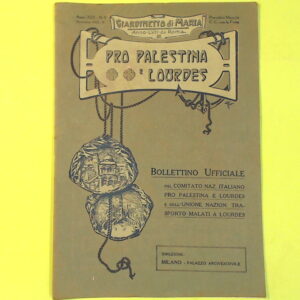 GIARDINETTO di MARIA
PRO PALESTINA
E LOURDES
BOLLETTINO UFFICIALE
DEL COMITATO NAZ. ITALIANO
PRO PALESTINA E LOURDES
E DELL'UNIONE NAZION. TRA-
SPORTO MALATI A LOURDES
DIREZIONE:
MILANO - PALAZZO ARCIVESCOVILE